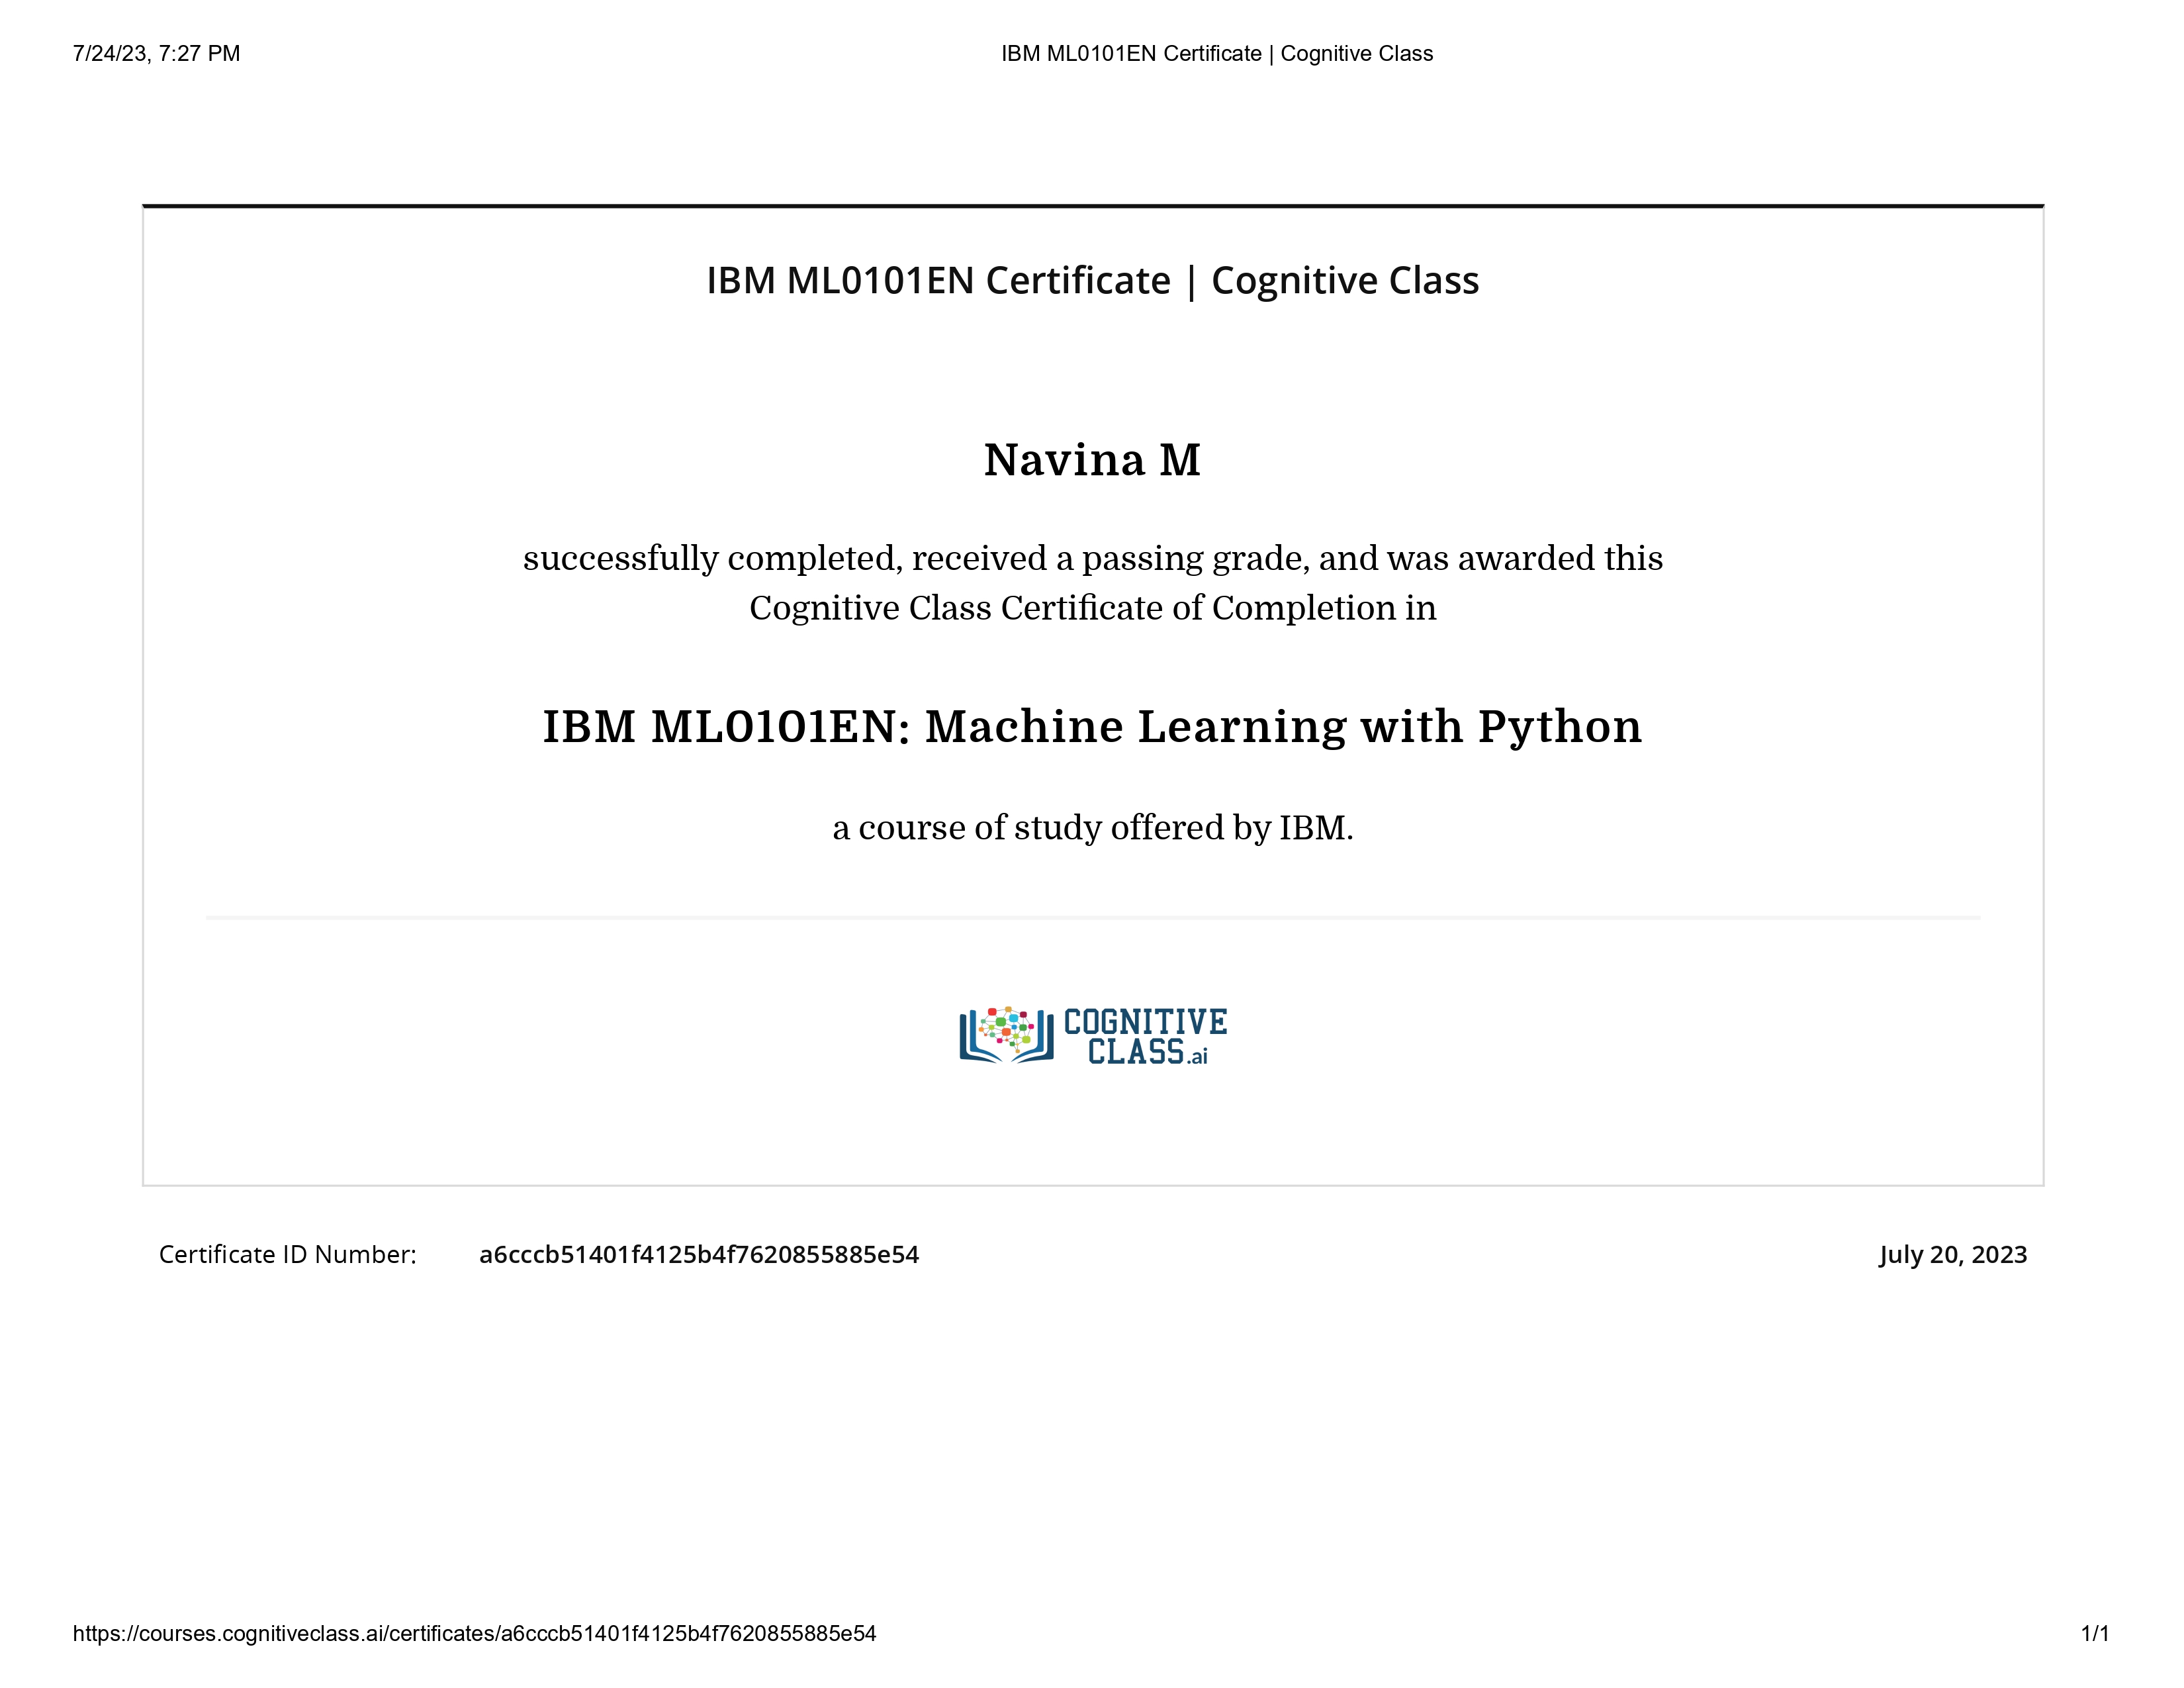 7/24/23, 7:27 PM
IBM ML0101EN Certificate | Cognitive Class
IBM ML0101EN Certificate | Cognitive Class
Navina M
successfully completed, received a passing grade, and was awarded this
Cognitive Class Certificate of Completion in
IBM ML0101EN: Machine Learning with Python
a course of study offered by IBM.
COGNITIVE
CLASS.ai
Certificate ID Number: a6cccb51401f4125b4f7620855885e54
July 20, 2023
https://courses.cognitiveclass.ai/certificates/a6cccb51401f4125b4f7620855885e54
1/1